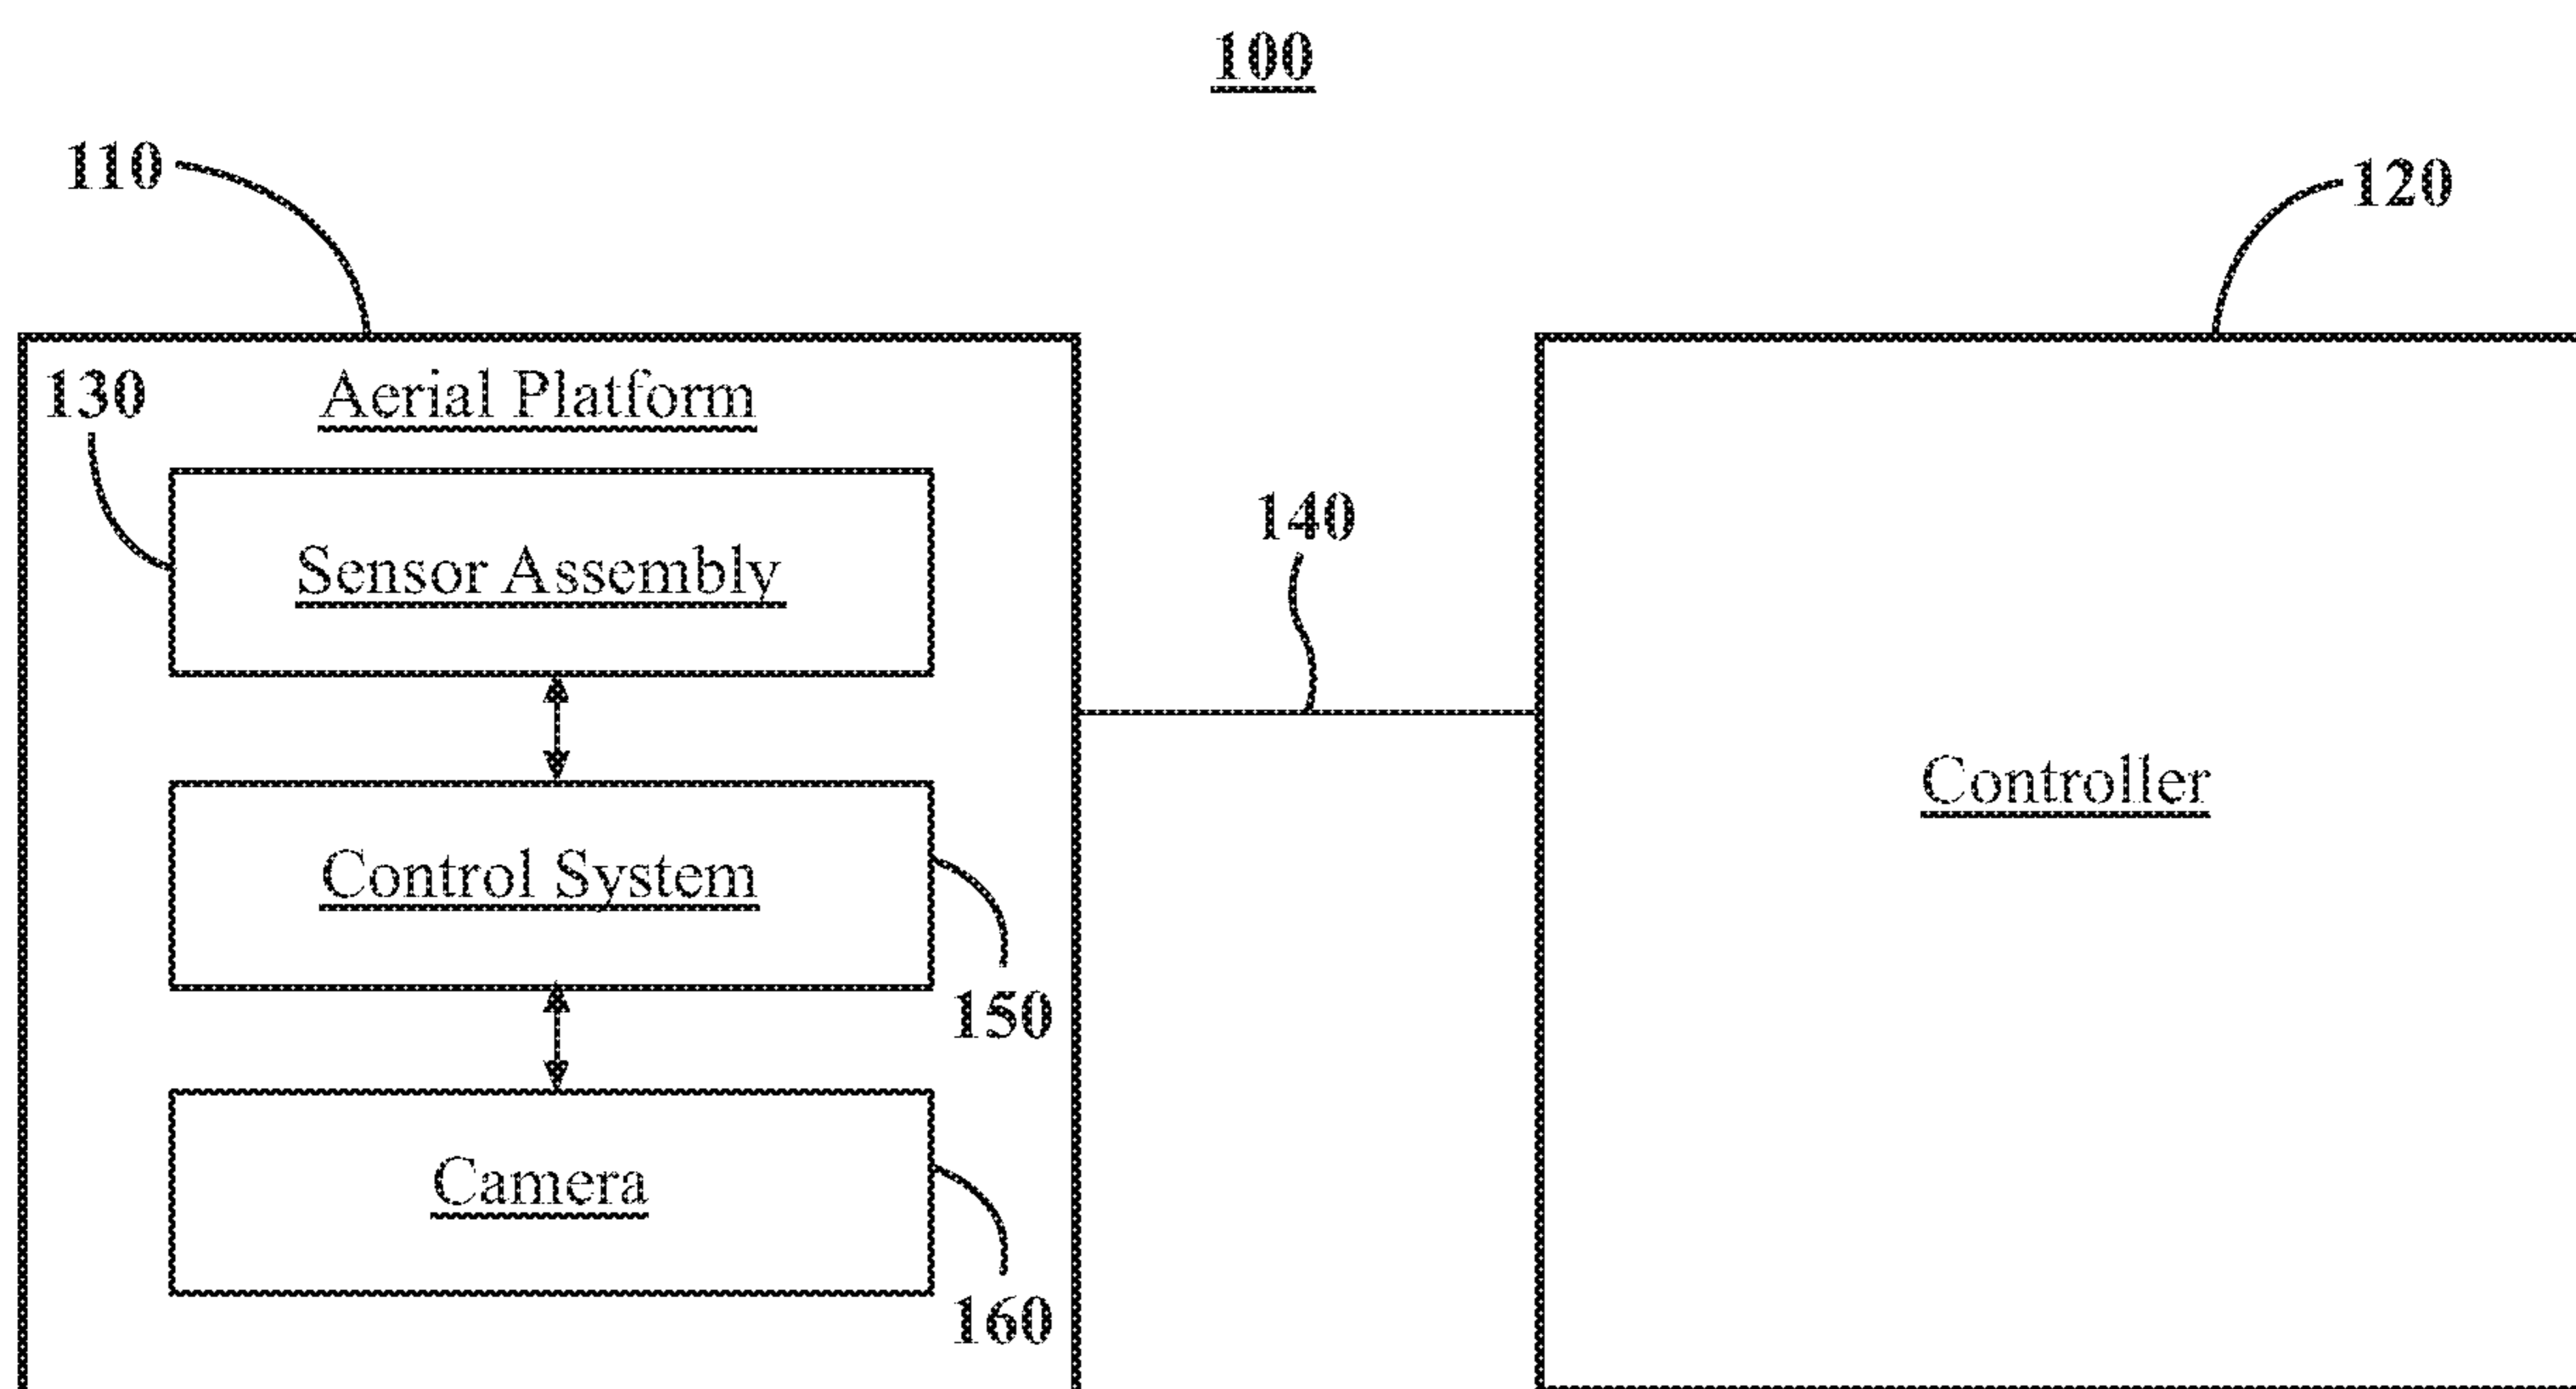 100
110
120
130
Aerial Platform
Sensor Assembly
140
Controller
Control System
150
Camera
160